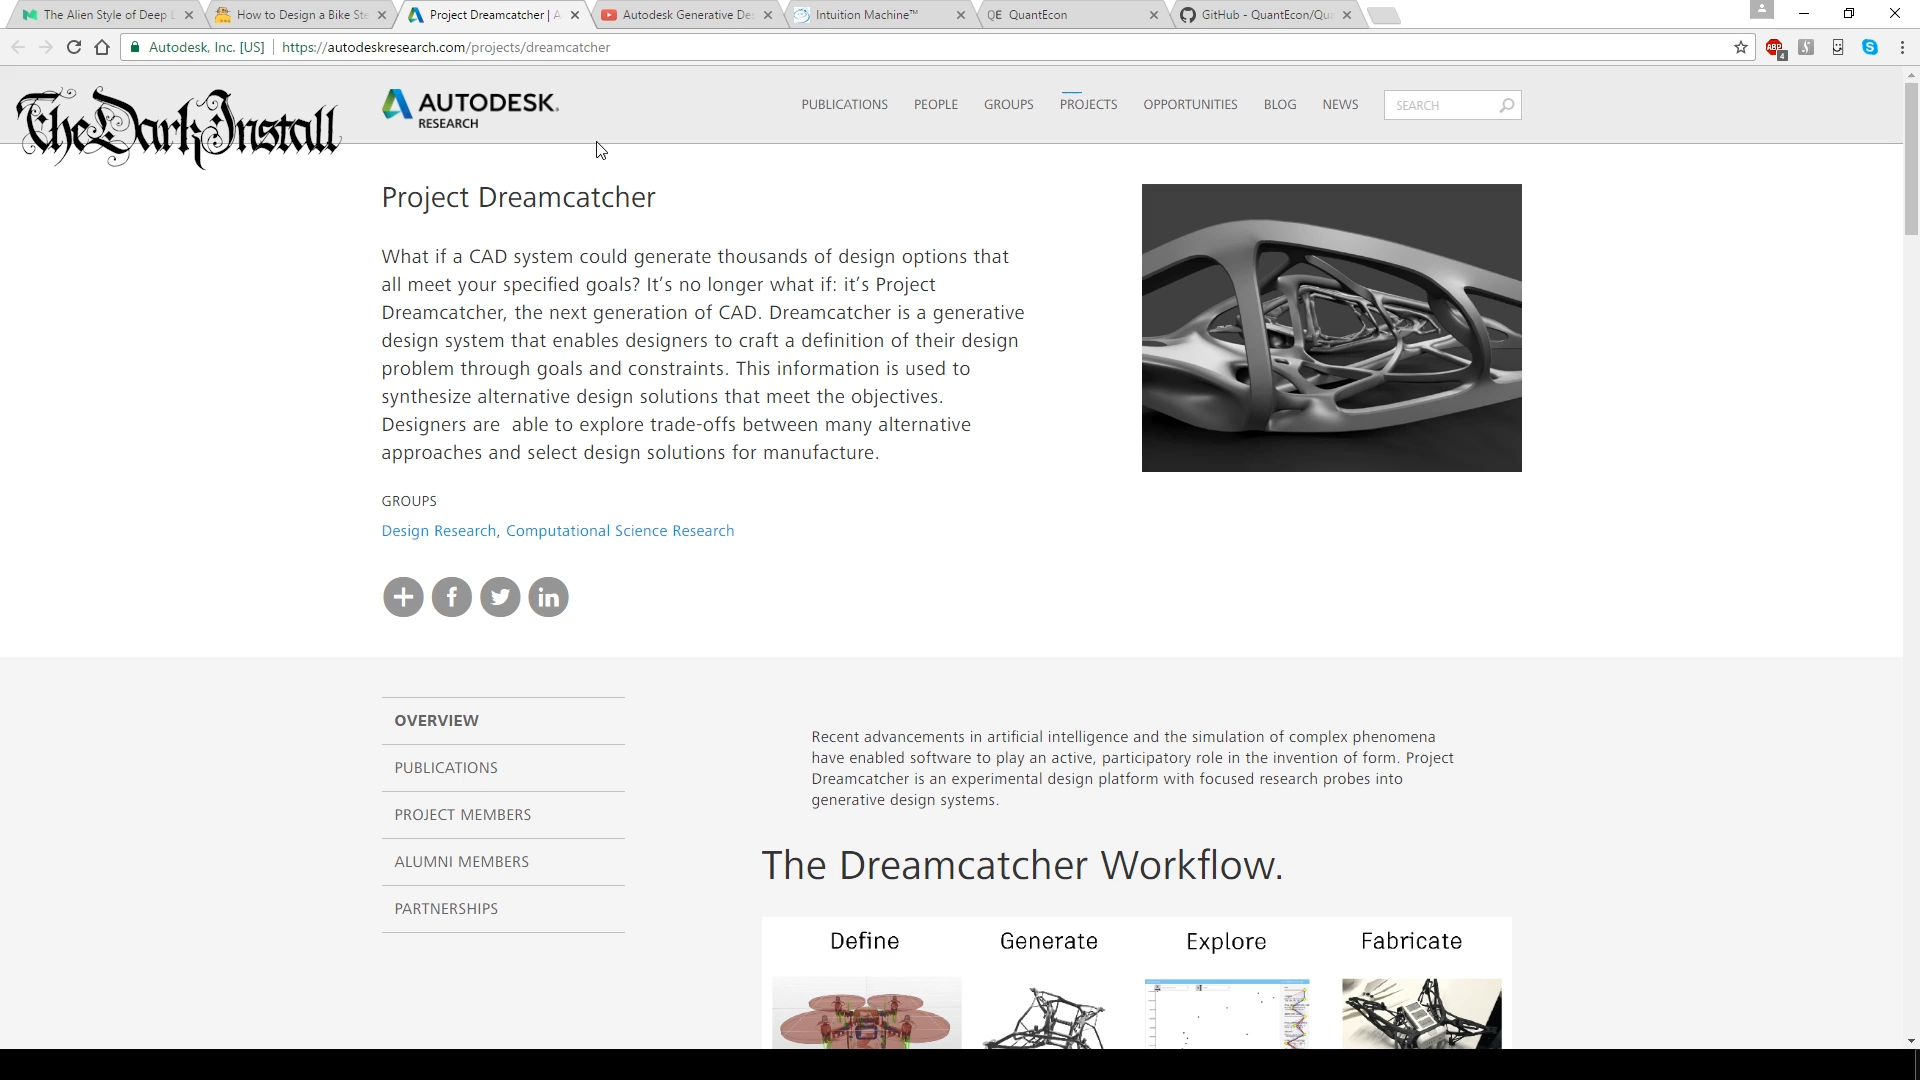 The Alien Style of Deep
How to Design a Bike Ste
Project Dreamcatcher | A
Autodesk Generative De
Intuition Machine™
QE QuantEcon
GitHub - QuantEcon/Qu
Autodesk, Inc. [US]
https://autodeskresearch.com/projects/dreamcatcher
ABP
4
TheDarkInstall
AUTODESK.
RESEARCH
PUBLICATIONS
PEOPLE
GROUPS
PROJECTS
OPPORTUNITIES
BLOG
NEWS
SEARCH
Project Dreamcatcher
What if a CAD system could generate thousands of design options that
all meet your specified goals? It’s no longer what if: it’s Project
Dreamcatcher, the next generation of CAD. Dreamcatcher is a generative
design system that enables designers to craft a definition of their design
problem through goals and constraints. This information is used to
synthesize alternative design solutions that meet the objectives.
Designers are able to explore trade-offs between many alternative
approaches and select design solutions for manufacture.
GROUPS
Design Research, Computational Science Research
OVERVIEW
PUBLICATIONS
PROJECT MEMBERS
ALUMNI MEMBERS
PARTNERSHIPS
Recent advancements in artificial intelligence and the simulation of complex phenomena
have enabled software to play an active, participatory role in the invention of form. Project
Dreamcatcher is an experimental design platform with focused research probes into
generative design systems.
The Dreamcatcher Workflow.
Define
Generate
Explore
Fabricate